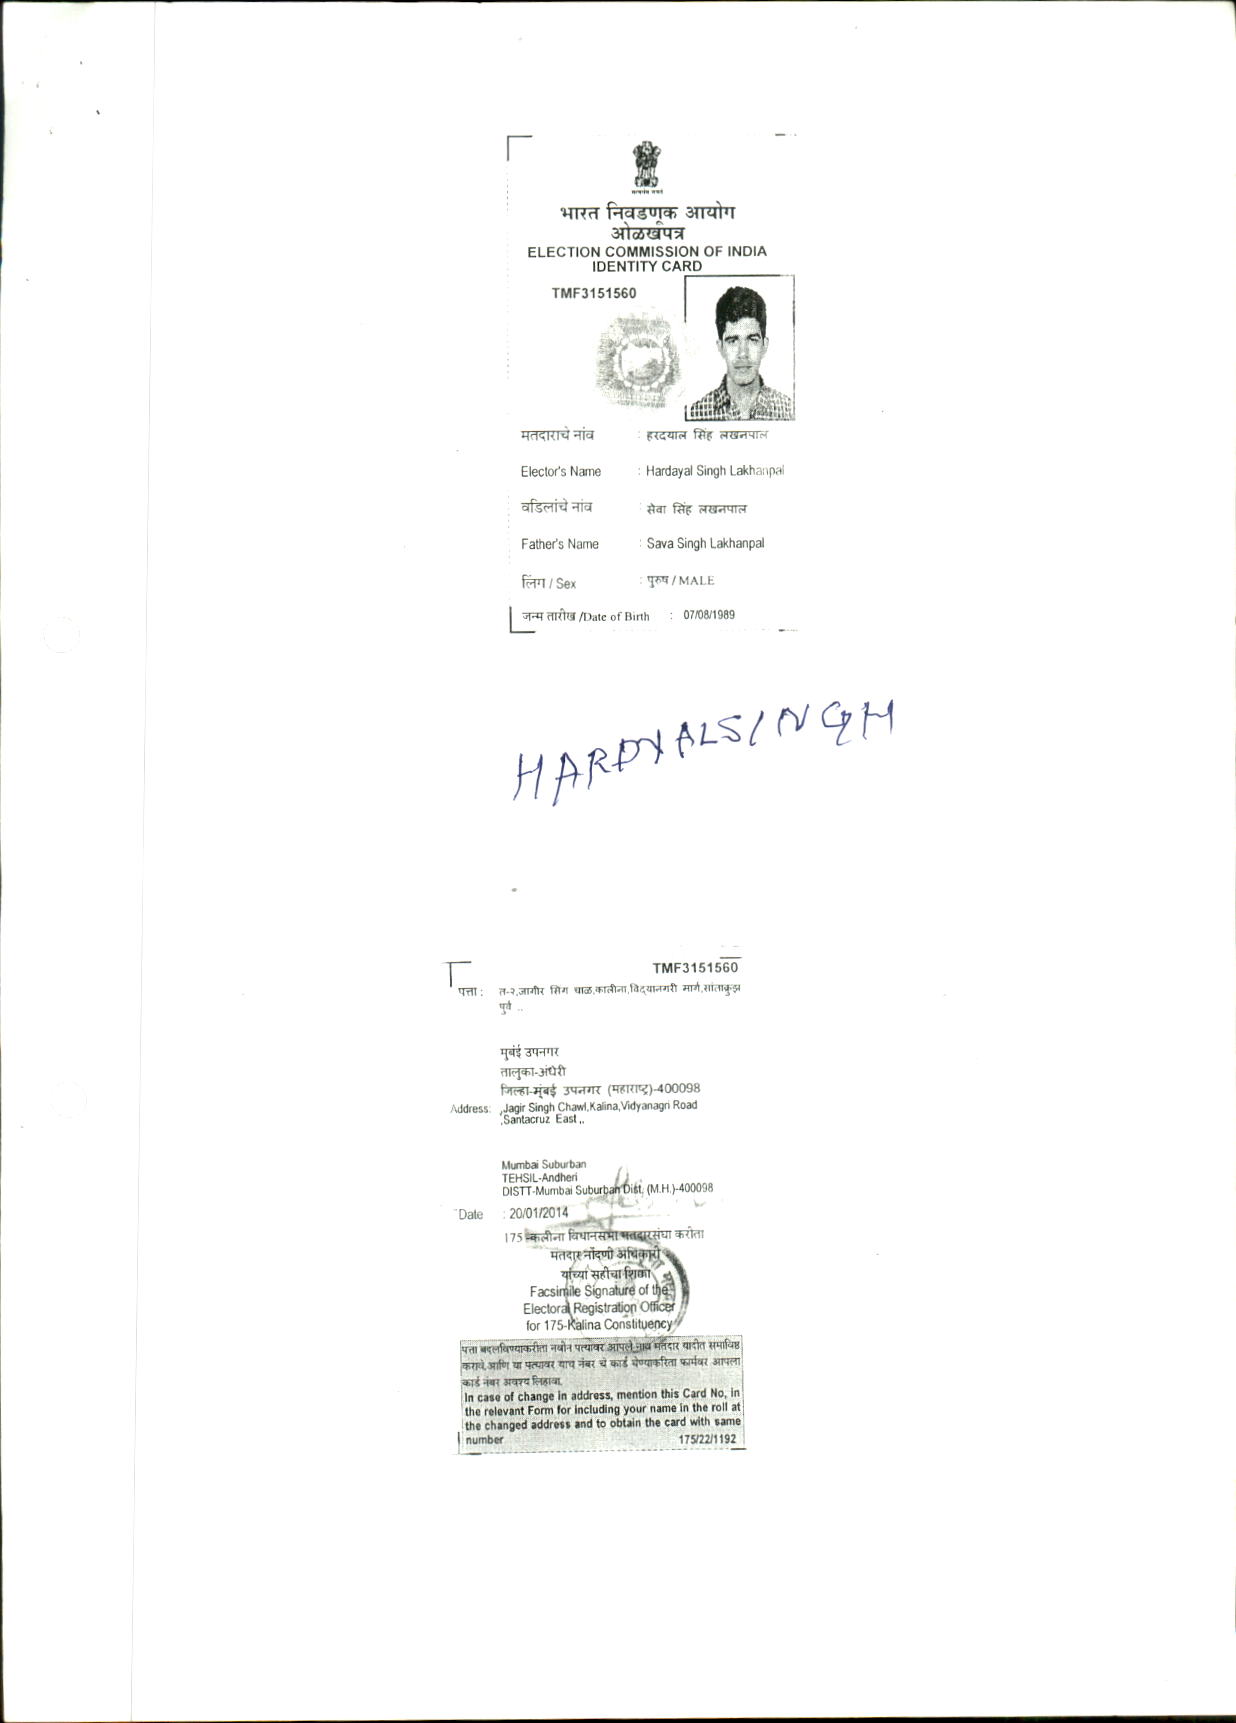 सत्यमेव जयते
भारत निवडणूक आयोग
ओळखपत्र
ELECTION COMMISSION OF INDIA
IDENTITY CARD
TMF3151560
मतदाराचे नांव : हरदयाल सिंह लखनपाल
Elector's Name : Hardayal Singh Lakhanpal
वडिलांचे नांव : सेवा सिंह लखनपाल
Father's Name : Sava Singh Lakhanpal
लिंग / Sex : पुरुष / MALE
जन्म तारीख /Date of Birth : 07/08/1989
HARDYALSINGH
TMF3151560
पत्ता : त-२,जागीर सिंग चाळ,कालीना,विद्यानगरी मार्ग,सांताक्रुझ
पुर्व ..
मुबंई उपनगर
तालुका-अंधेरी
जिल्हा-मुंबई उपनगर (महाराष्ट्र)-400098
Address: ,Jagir Singh Chawl,Kalina,Vidyanagri Road
,Santacruz East ,,
Mumbai Suburban
TEHSIL-Andheri
DISTT-Mumbai Suburban Dist. (M.H.)-400098
Date : 20/01/2014
175 -कलीना विधानसभा मतदारसंघा करीता
मतदार नोंदणी अधिकारी
यांच्या सहीचा शिक्का
Facsimile Signature of the
Electoral Registration Officer
for 175-Kalina Constituency
पत्ता बदलविण्याकरीता नवीन पत्यावर आपले नाव मतदार यादीत समाविष्ठ
करावे,आणि या पत्यावर याच नंबर चे कार्ड घेण्याकरिता फार्मवर आपला
कार्ड नंबर अवश्य लिहावा.
In case of change in address, mention this Card No, in
the relevant Form for including your name in the roll at
the changed address and to obtain the card with same
number 175/22/1192